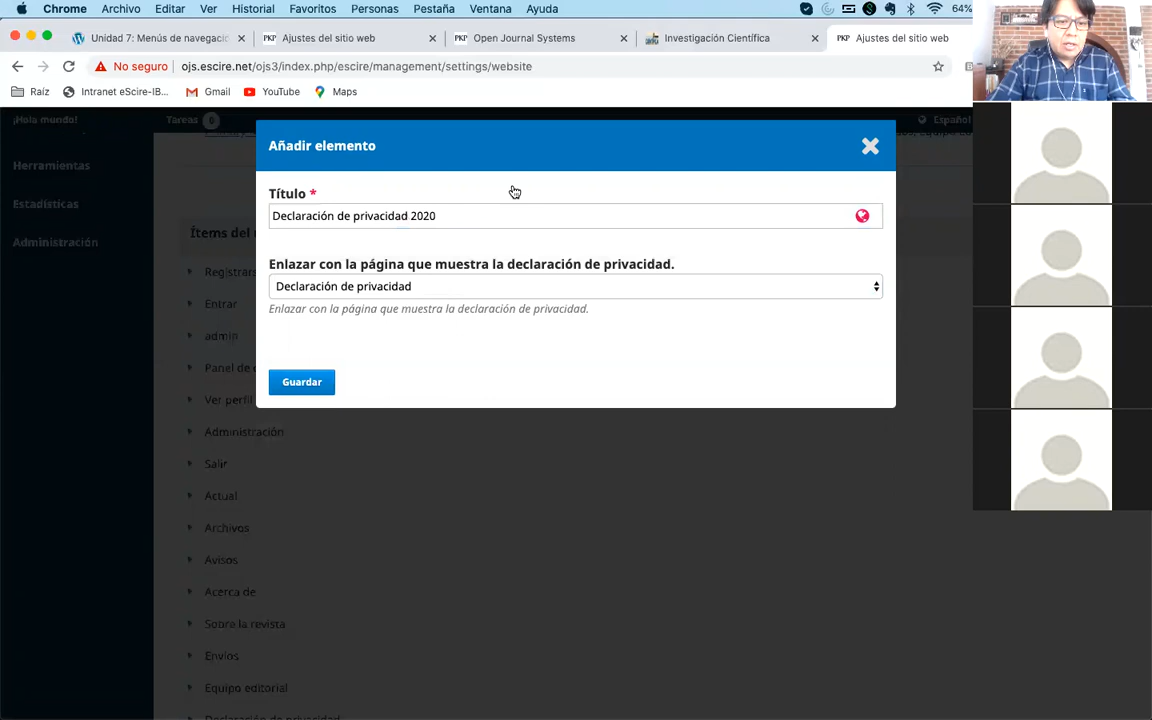 Chrome Archivo Editar Ver Historial Favoritos Personas Pestaña Ventana Ayuda 64%
Unidad 7: Menús de navegaci
Ajustes del sitio web
Open Journal Systems
Investigación Científica
Ajustes del sitio web
No seguro ojs.escire.net/ojs3/index.php/escire/management/settings/website
Raíz Intranet eScire-IB... Gmail YouTube Maps
¡Hola mundo! Tareas 0 Español
Añadir elemento
Título *
Declaración de privacidad 2020
Enlazar con la página que muestra la declaración de privacidad.
Declaración de privacidad
Enlazar con la página que muestra la declaración de privacidad.
Guardar
Herramientas
Estadísticas
Administración
Ítems del
Registrars
Entrar
admin
Panel de
Ver perfil
Administración
Salir
Actual
Archivos
Avisos
Acerca de
Sobre la revista
Envíos
Equipo editorial
Declaración de privacidad